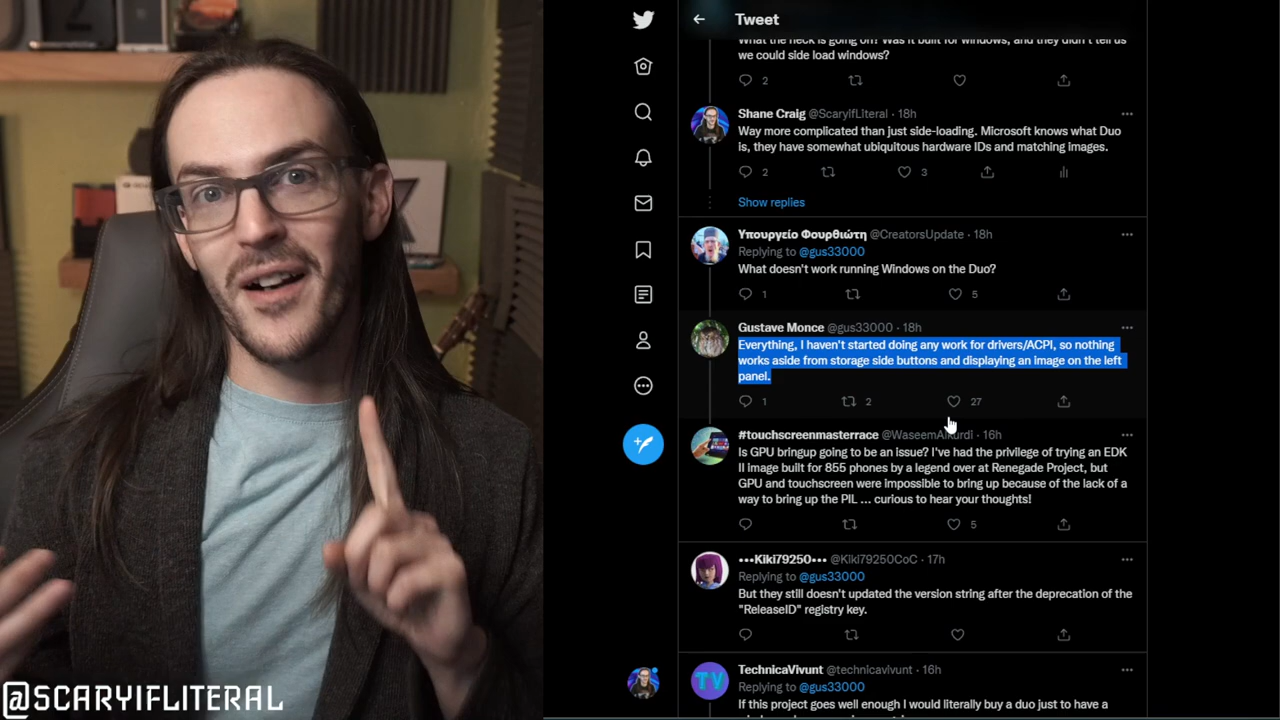 Tweet
What the heck is going on? Was it built for windows, and they didn't tell us
we could side load windows?
2
Shane Craig @ScaryIfLiteral · 18h
Way more complicated than just side-loading. Microsoft knows what Duo
is, they have somewhat ubiquitous hardware IDs and matching images.
2 3
Show replies
Υπουργείο Φουρθιώτη @CreatorsUpdate · 18h
Replying to @gus33000
What doesn't work running Windows on the Duo?
1 5
Gustave Monce @gus33000 · 18h
Everything, I haven't started doing any work for drivers/ACPI, so nothing
works aside from storage side buttons and displaying an image on the left
panel.
1 2 27
#touchscreenmasterrace @WaseemAlkurdi · 16h
Is GPU bringup going to be an issue? I've had the privilege of trying an EDK
II image built for 855 phones by a legend over at Renegade Project, but
GPU and touchscreen were impossible to bring up because of the lack of a
way to bring up the PIL ... curious to hear your thoughts!
5
•••Kiki79250••• @Kiki79250CoC · 17h
Replying to @gus33000
But they still doesn't updated the version string after the deprecation of the
"ReleaseID" registry key.
TechnicaVivunt @technicavivunt · 16h
TV
Replying to @gus33000
If this project goes well enough I would literally buy a duo just to have a
@SCARYIFLITERAL